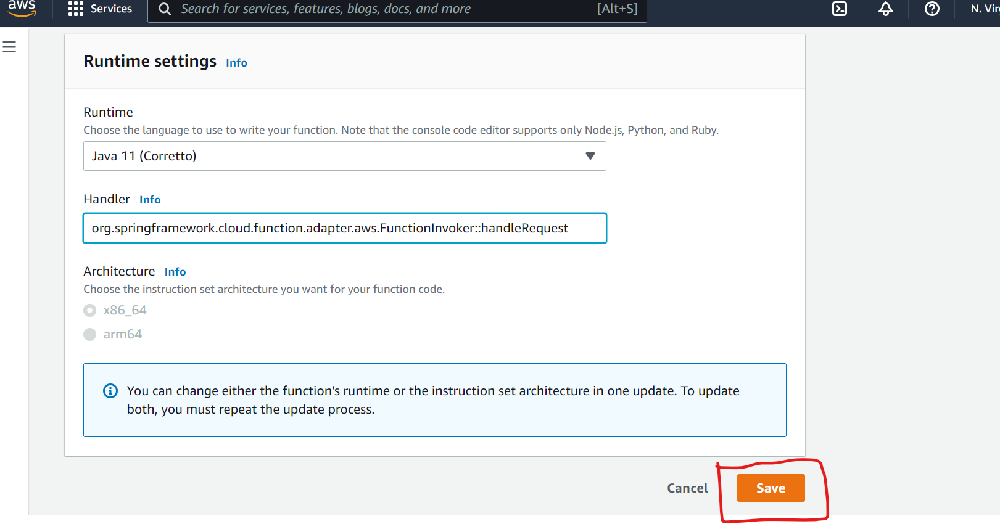 aws Services Search for services, features, blogs, docs, and more [Alt+S]
Runtime settings Info
Runtime
Choose the language to use to write your function. Note that the console code editor supports only Node.js, Python, and Ruby.
Java 11 (Corretto)
Handler Info
org.springframework.cloud.function.adapter.aws.FunctionInvoker::handleRequest
Architecture Info
Choose the instruction set architecture you want for your function code.
x86_64
arm64
You can change either the function's runtime or the instruction set architecture in one update. To update
both, you must repeat the update process.
Cancel Save